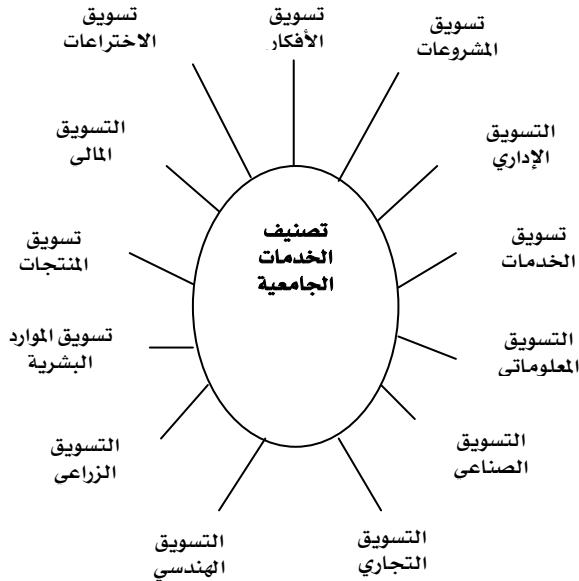 تسويق
الاختراعات
تسويق
الأفكار
تسويق
المشروعات
التسويق
المالى
التسويق
الإداري
تصنيف
الخدمات
الجامعية
تسويق
المنتجات
تسويق
الخدمات
تسويق الموارد
البشرية
التسويق
المعلوماتى
التسويق
الزراعى
التسويق
الصناعى
التسويق
الهندسي
التسويق
التجاري